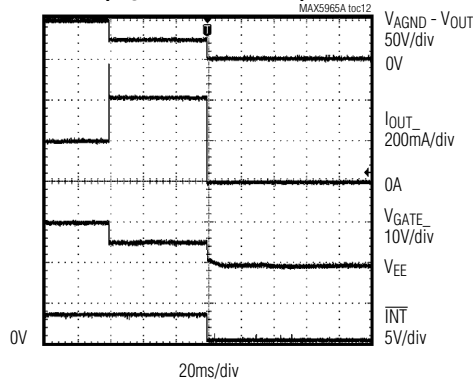 MAX5965A toc12
VAGND - VOUT
50V/div
0V
IOUT_
200mA/div
0A
VGATE_
10V/div
VEE
INT
5V/div
0V
20ms/div